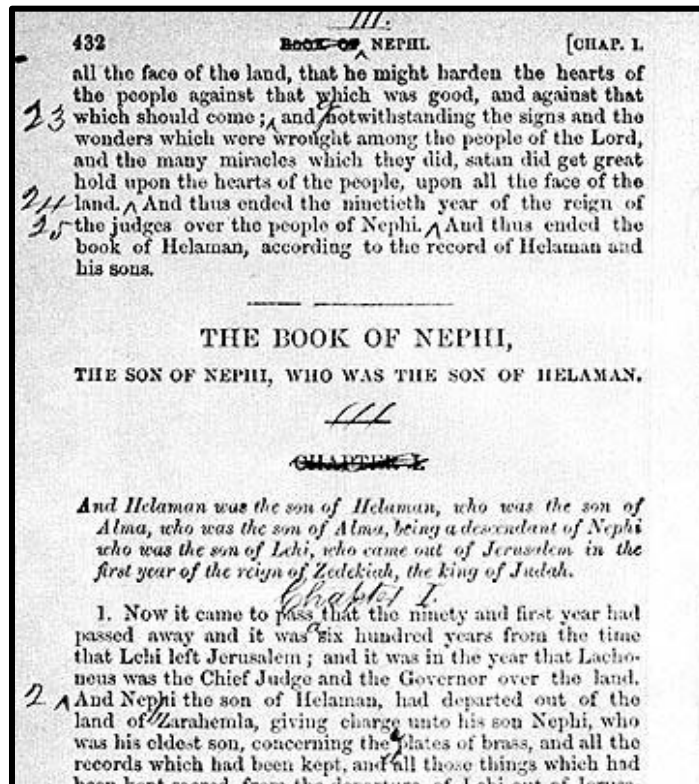 III.
432 BOOK OF ‸ NEPHI. [CHAP. I.
all the face of the land, that he might harden the hearts of
the people against that which was good, and against that
23 which should come; ‸ and notwithstanding the signs and the
wonders which were wrought among the people of the Lord,
and the many miracles which they did, satan did get great
hold upon the hearts of the people, upon all the face of the
24 land. ‸ And thus ended the ninetieth year of the reign of
25 the judges over the people of Nephi. ‸ And thus ended the
book of Helaman, according to the record of Helaman and
his sons.
THE BOOK OF NEPHI,
THE SON OF NEPHI, WHO WAS THE SON OF HELAMAN.
III
CHAPTER I.
And Helaman was the son of Helaman, who was the son of
Alma, who was the son of Alma, being a descendant of Nephi
who was the son of Lehi, who came out of Jerusalem in the
first year of the reign of Zedekiah, the king of Judah.
Chapter I.
1. Now it came to pass that the ninety and first year had
passed away and it was six hundred years from the time
that Lehi left Jerusalem; and it was in the year that Lacho-
neus was the Chief Judge and the Governor over the land.
2 ‸ And Nephi the son of Helaman, had departed out of the
land of Zarahemla, giving charge unto his son Nephi, who
was his eldest son, concerning the plates of brass, and all the
records which had been kept, and all those things which had
been kept sacred, from the departure of Lehi out of Jerusa-